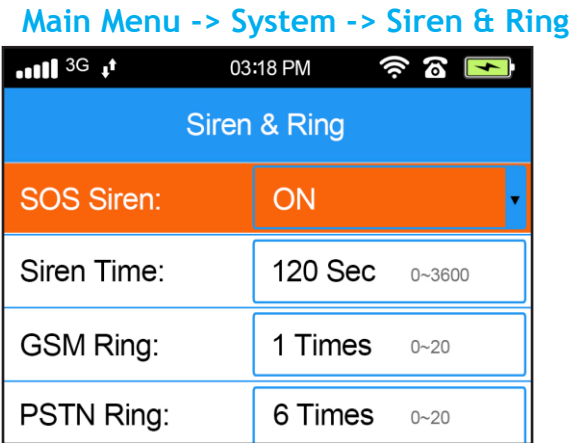 Main Menu -> System -> Siren & Ring
3G 03:18 PM
Siren & Ring
SOS Siren: ON
Siren Time: 120 Sec 0~3600
GSM Ring: 1 Times 0~20
PSTN Ring: 6 Times 0~20